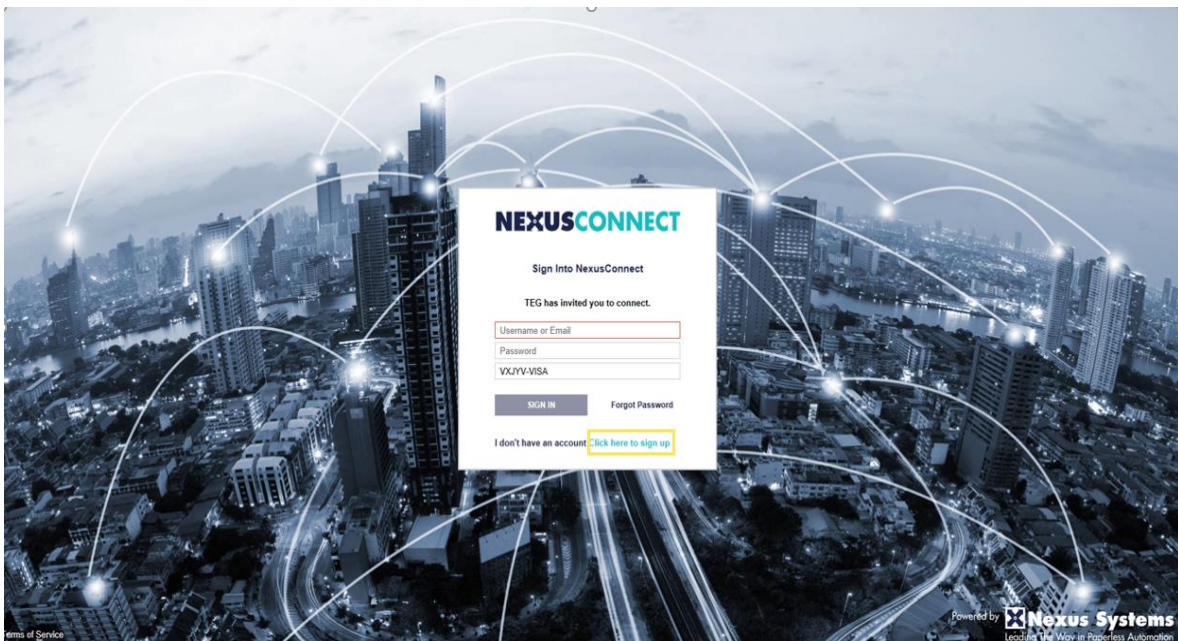 NEXUSCONNECT
Sign Into NexusConnect
TEG has invited you to connect.
Username or Email
Password
VXJYV-VISA
SIGN IN Forgot Password
I don't have an account Click here to sign up
Powered by Nexus Systems
Leading The Way in Paperless Automation
Terms of Service